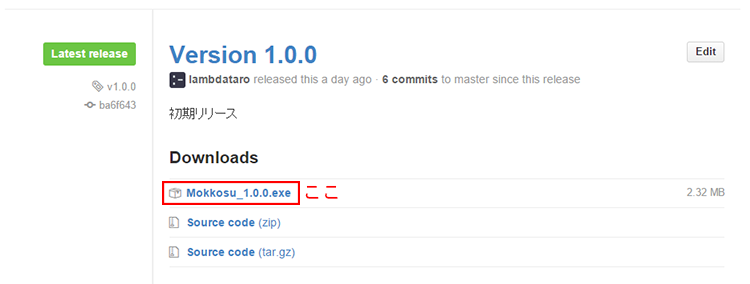 Latest release
v1.0.0
ba6f643
Version 1.0.0
Edit
lambdataro released this a day ago · 6 commits to master since this release
初期リリース
Downloads
Mokkosu_1.0.0.exe ここ 2.32 MB
Source code (zip)
Source code (tar.gz)